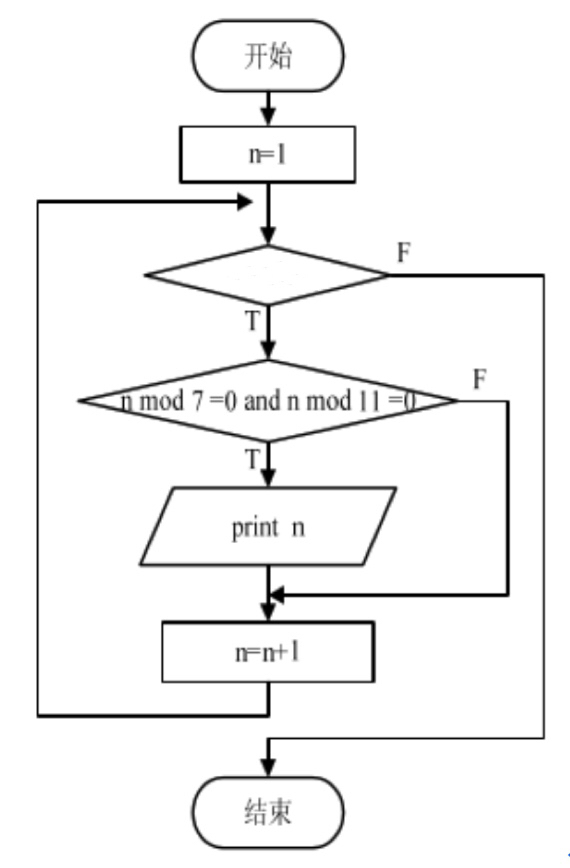 开始
n=1
F
T
n mod 7 =0 and n mod 11 =0
F
T
print n
n=n+1
结束